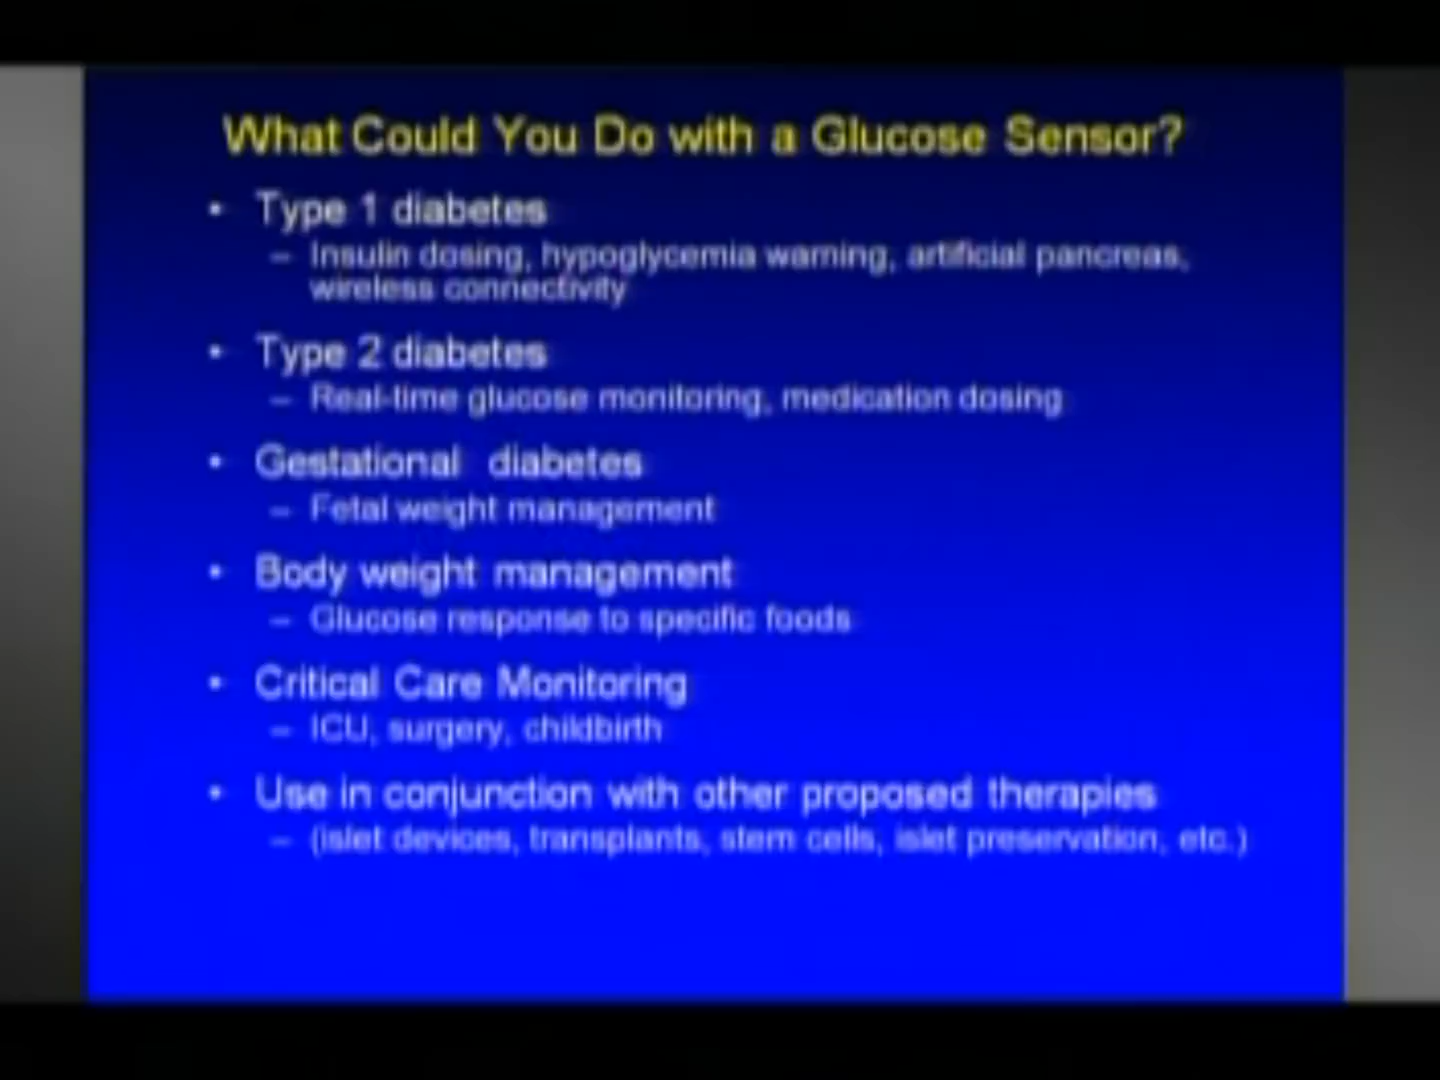 What Could You Do with a Glucose Sensor?
• Type 1 diabetes
– Insulin dosing, hypoglycemia warning, artificial pancreas,
wireless connectivity
• Type 2 diabetes
– Real-time glucose monitoring, medication dosing
• Gestational diabetes
– Fetal weight management
• Body weight management
– Glucose response to specific foods
• Critical Care Monitoring
– ICU, surgery, childbirth
• Use in conjunction with other proposed therapies
– (islet devices, transplants, stem cells, islet preservation, etc.)